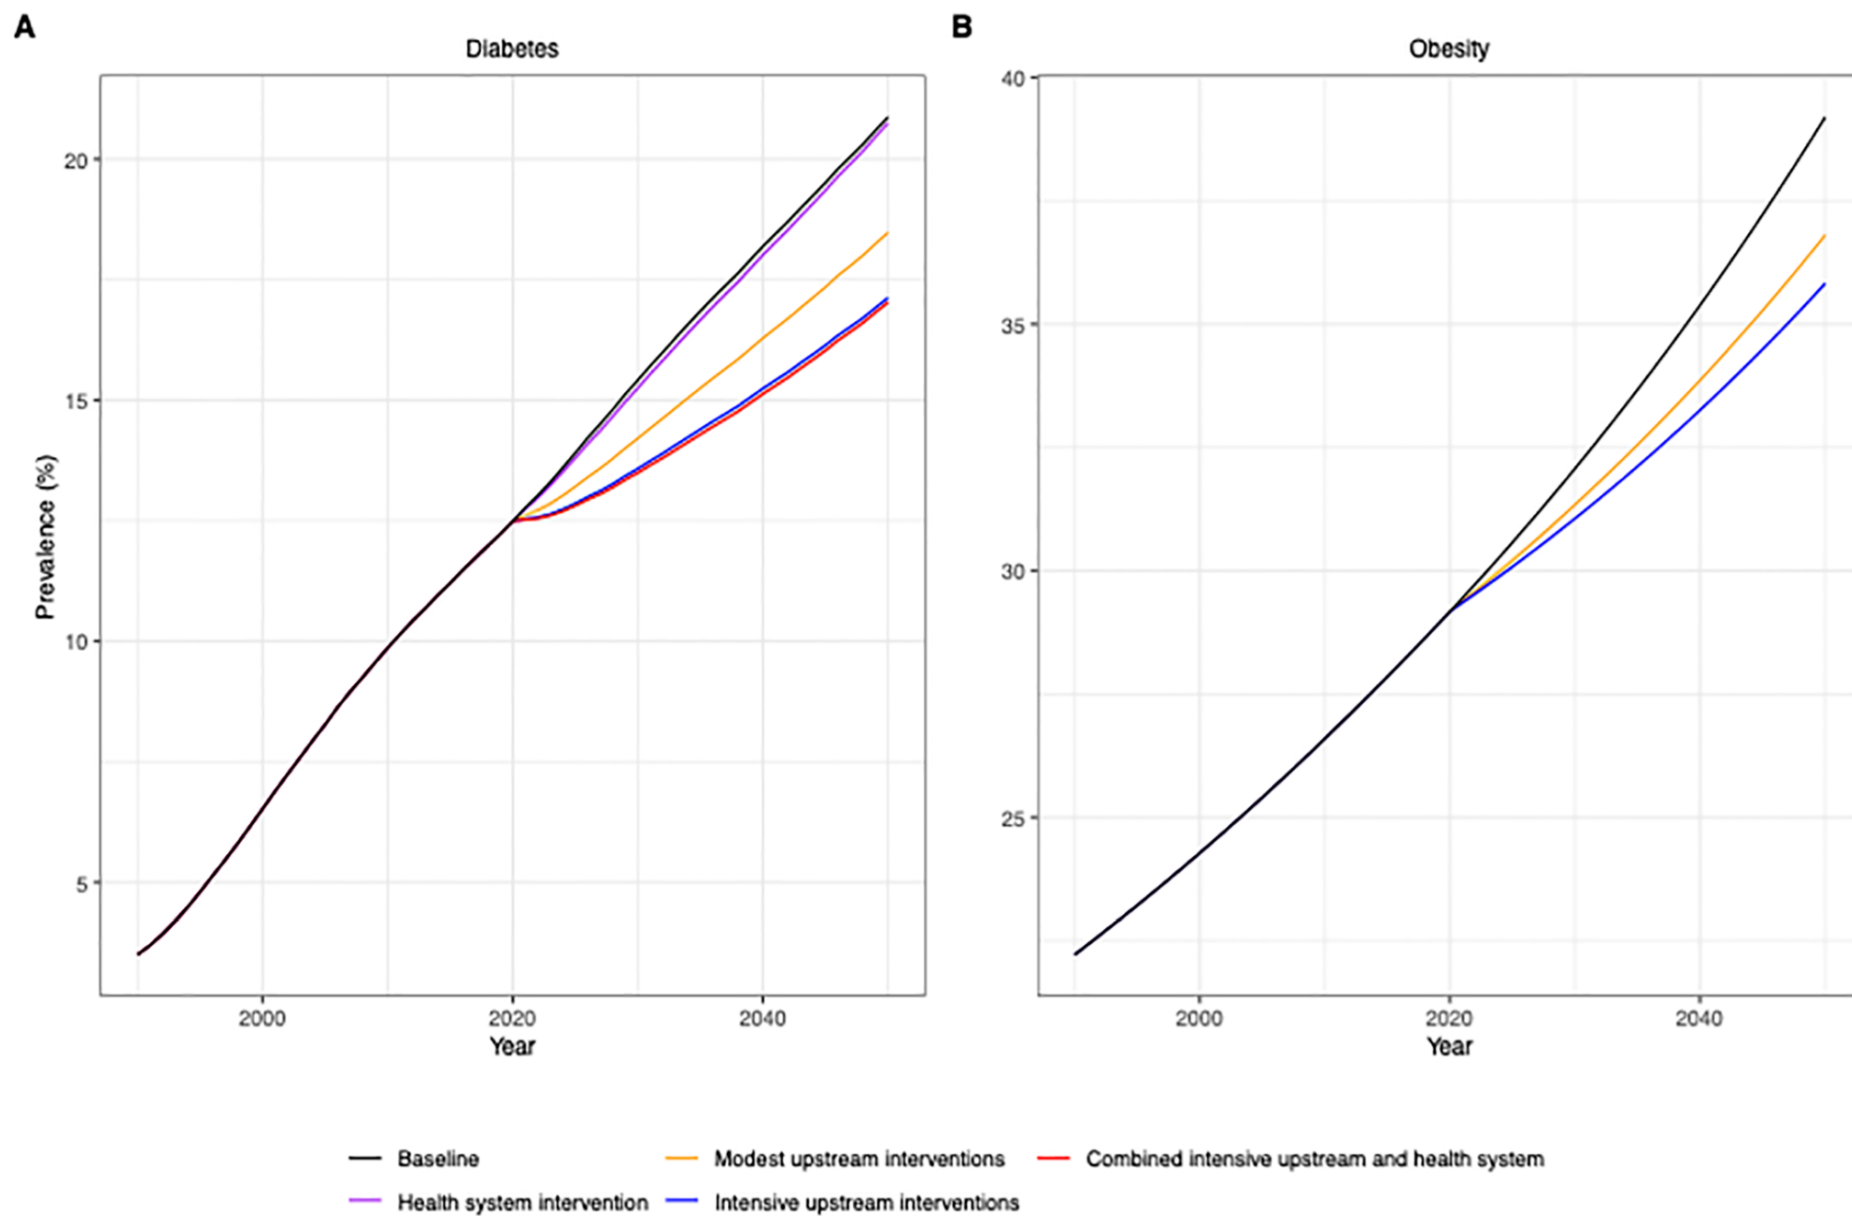 A
Diabetes
20
15
10
5
Prevalence (%)
2000
2020
2040
Year
B
Obesity
40
35
30
25
2000
2020
2040
Year
Baseline
Modest upstream interventions
Combined intensive upstream and health system
Health system intervention
Intensive upstream interventions